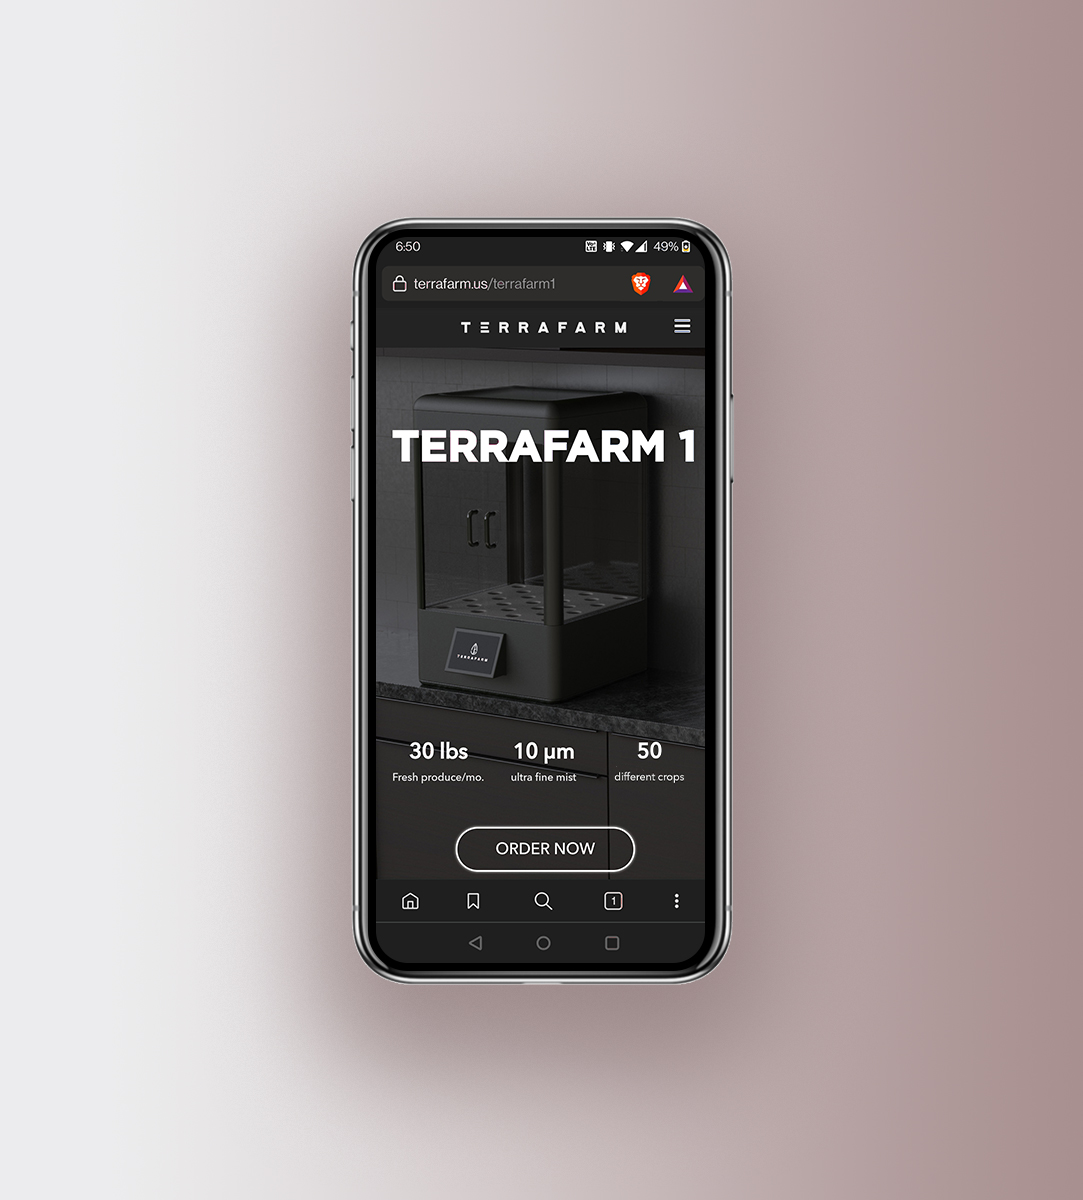 6:50
49%
terrafarm.us/terrafarm1
TERRAFARM
TERRAFARM 1
TERRAFARM
30 lbs
Fresh produce/mo.
10 µm
ultra fine mist
50
different crops
ORDER NOW
1